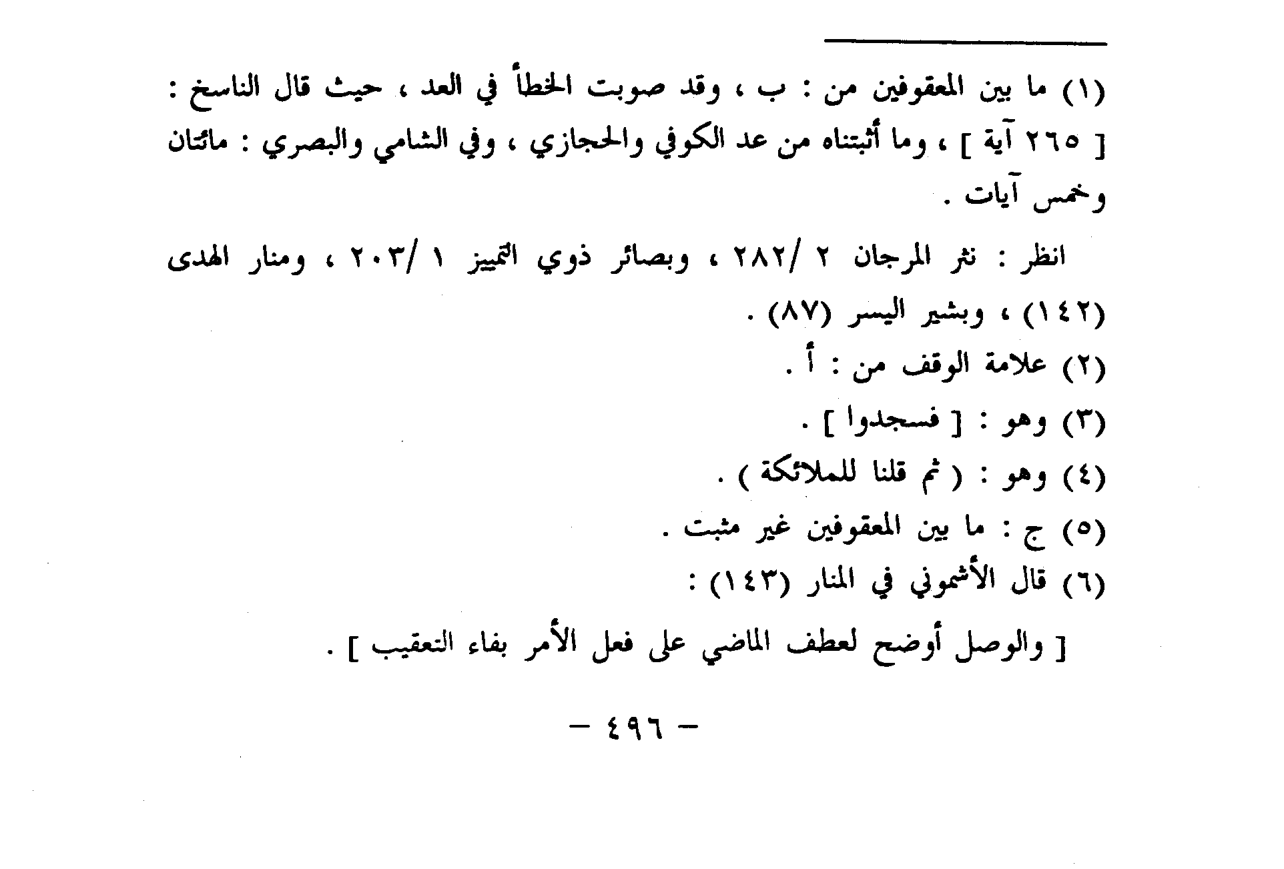 (١) ما بين المعقوفين من : ب ، وقد صوبت الخطأ في العد ، حيث قال الناسخ :
[ ٢٦٥ آية ] ، وما أثبتناه من عد الكوفي والحجازي ، وفي الشامي والبصري : مائتان
وخمس آيات .
انظر : نثر المرجان ٢ /٢٨٢ ، وبصائر ذوي التمييز ١ /٢٠٣ ، ومنار الهدى
(١٤٢) ، وبشير اليسر (٨٧) .
(٢) علامة الوقف من : أ .
(٣) وهو : [ فسجدوا ] .
(٤) وهو : ( ثم قلنا للملائكة ) .
(٥) ج : ما بين المعقوفين غير مثبت .
(٦) قال الأشموني في المنار (١٤٣) :
[ والوصل أوضح لعطف الماضي على فعل الأمر بفاء التعقيب ] .
— ٤٩٦ —